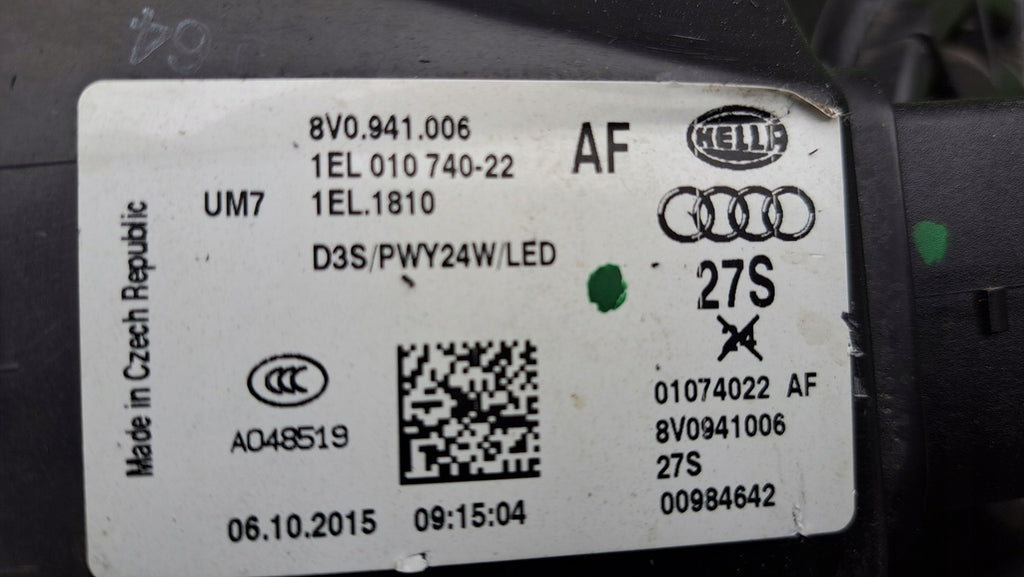 64
8V0.941.006
1EL 010 740-22
UM7 1EL.1810
AF
HELLA
D3S/PWY24W/LED
27S
24
Made in Czech Republic
CCC
A048519
01074022 AF
8V0941006
27S
00984642
06.10.2015 09:15:04